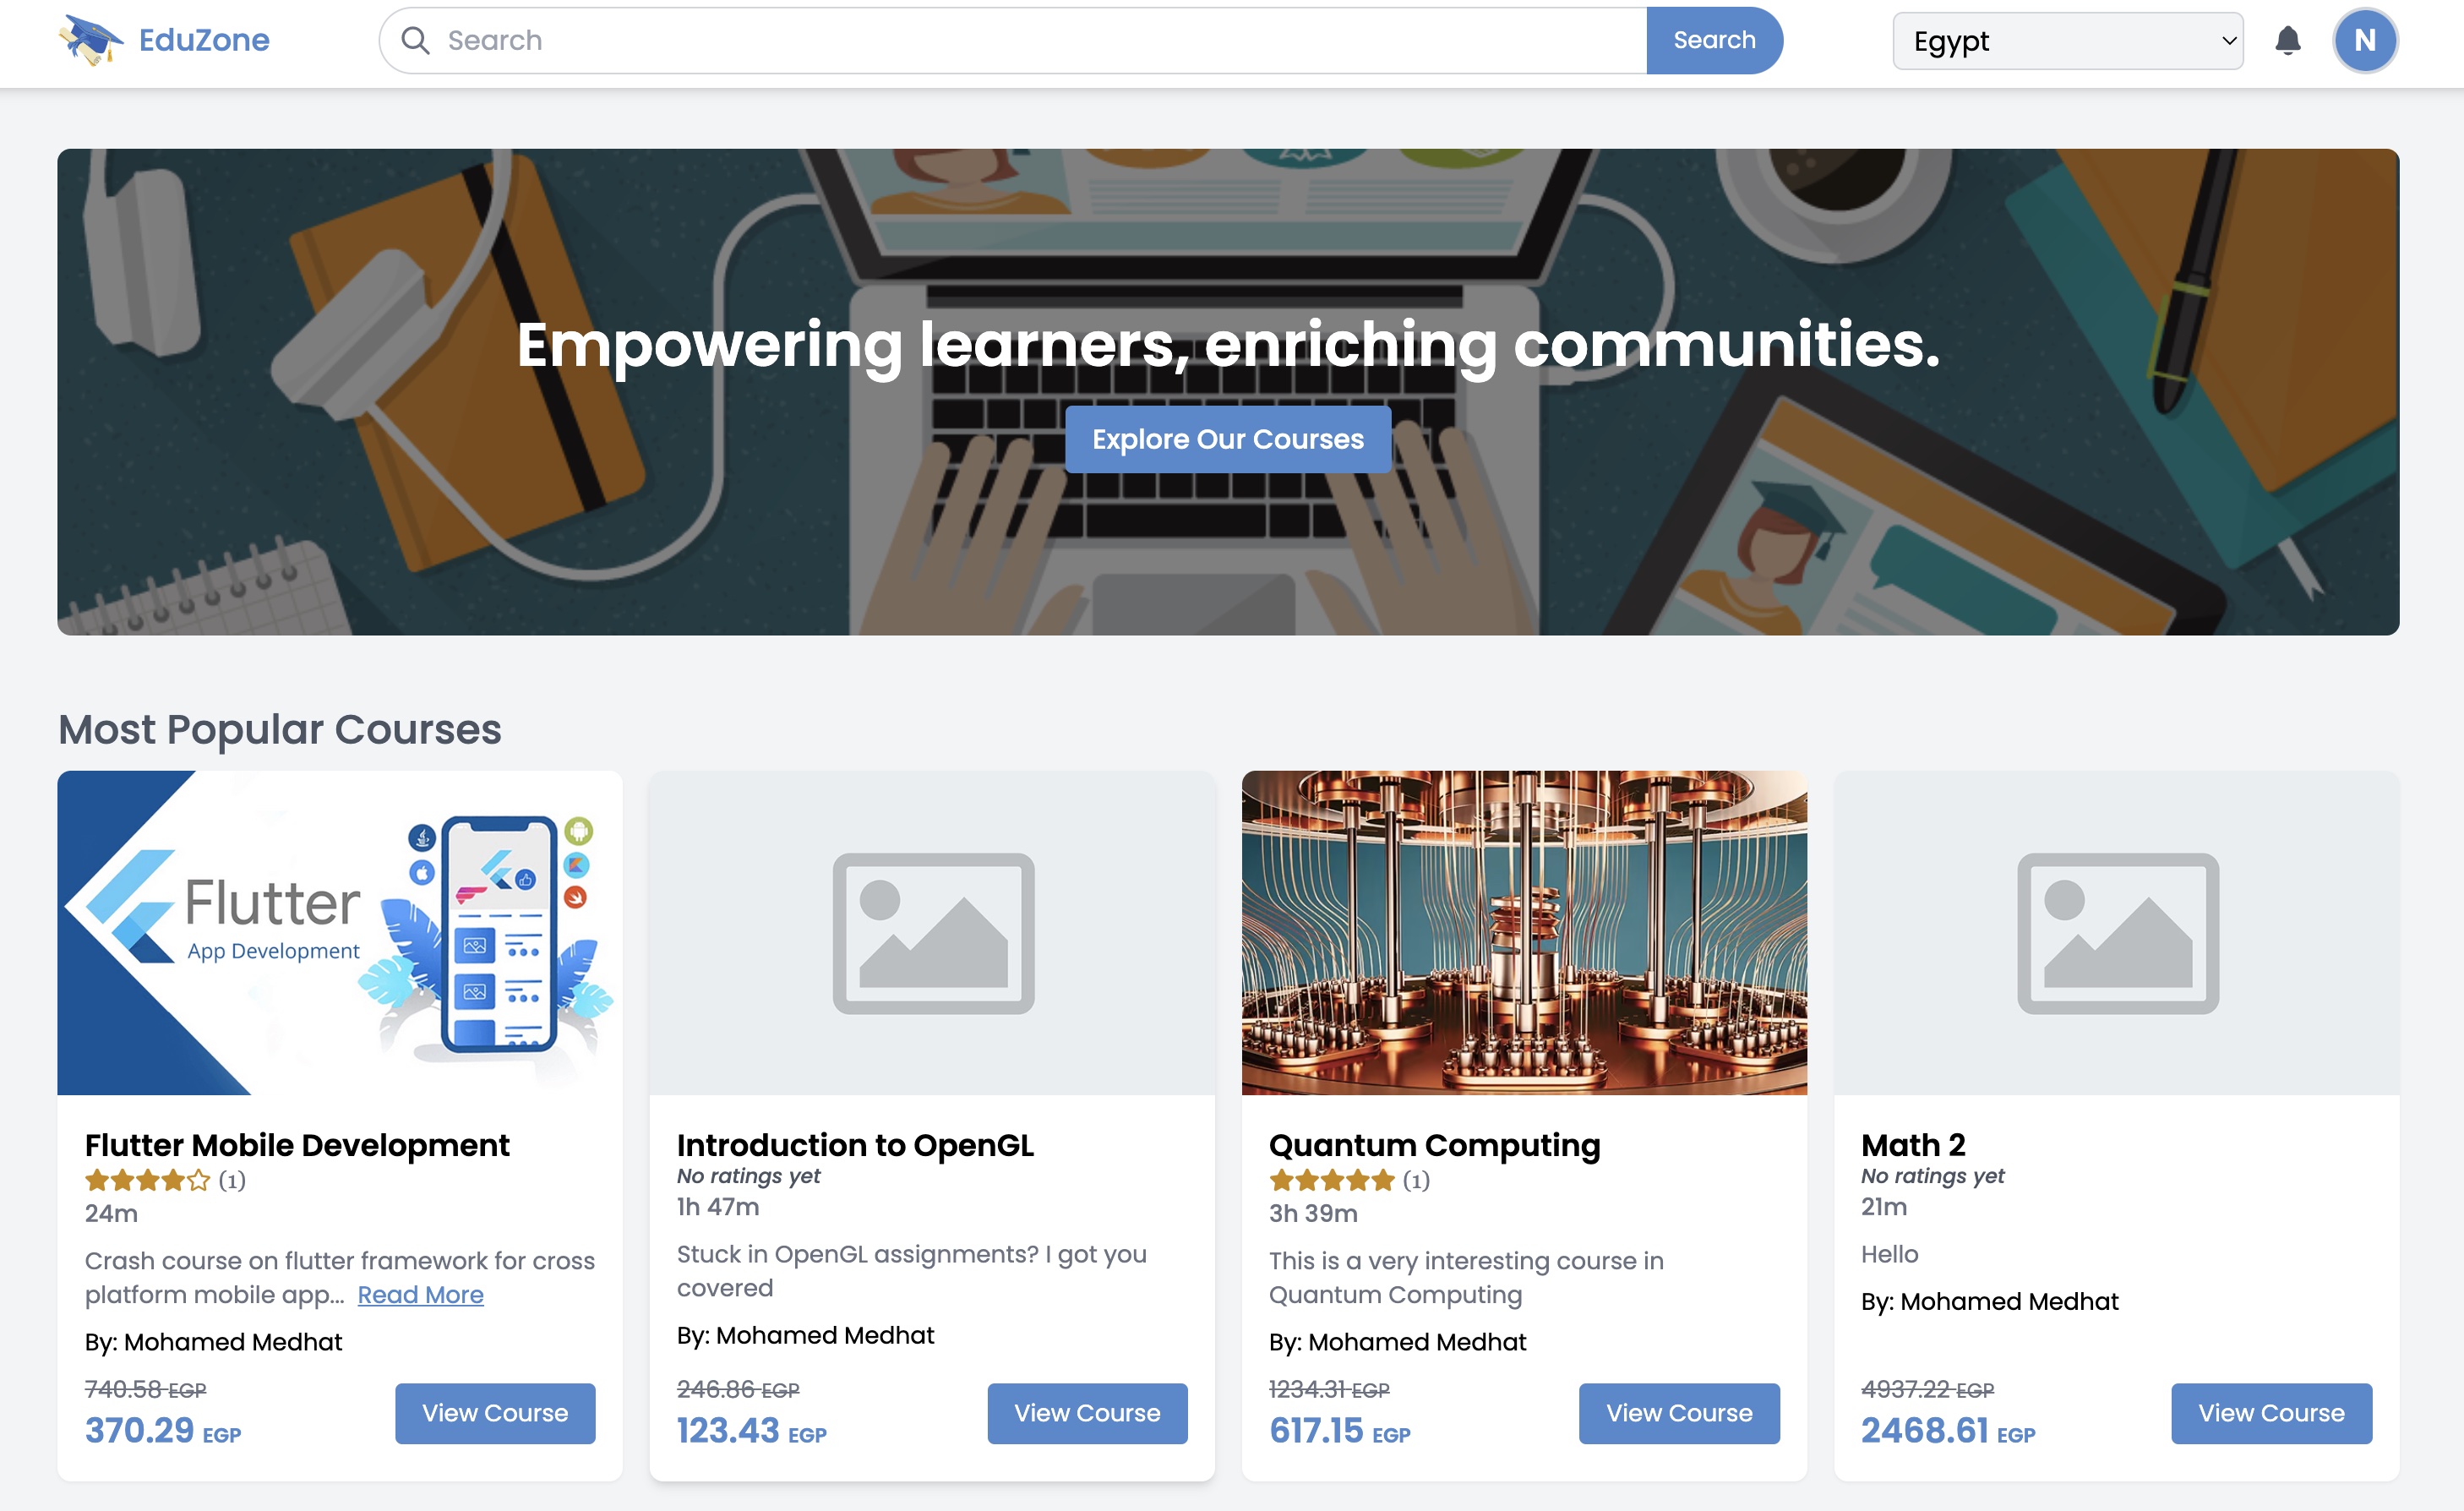 EduZone
Search
Search
Egypt
N
Empowering learners, enriching communities.
Explore Our Courses
Most Popular Courses
Flutter
App Development
Flutter Mobile Development
(1)
24m
Crash course on flutter framework for cross
platform mobile app... Read More
By: Mohamed Medhat
740.58 EGP
370.29 EGP
View Course
Introduction to OpenGL
No ratings yet
1h 47m
Stuck in OpenGL assignments? I got you
covered
By: Mohamed Medhat
246.86 EGP
123.43 EGP
View Course
Quantum Computing
(1)
3h 39m
This is a very interesting course in
Quantum Computing
By: Mohamed Medhat
1234.31 EGP
617.15 EGP
View Course
Math 2
No ratings yet
21m
Hello
By: Mohamed Medhat
4937.22 EGP
2468.61 EGP
View Course